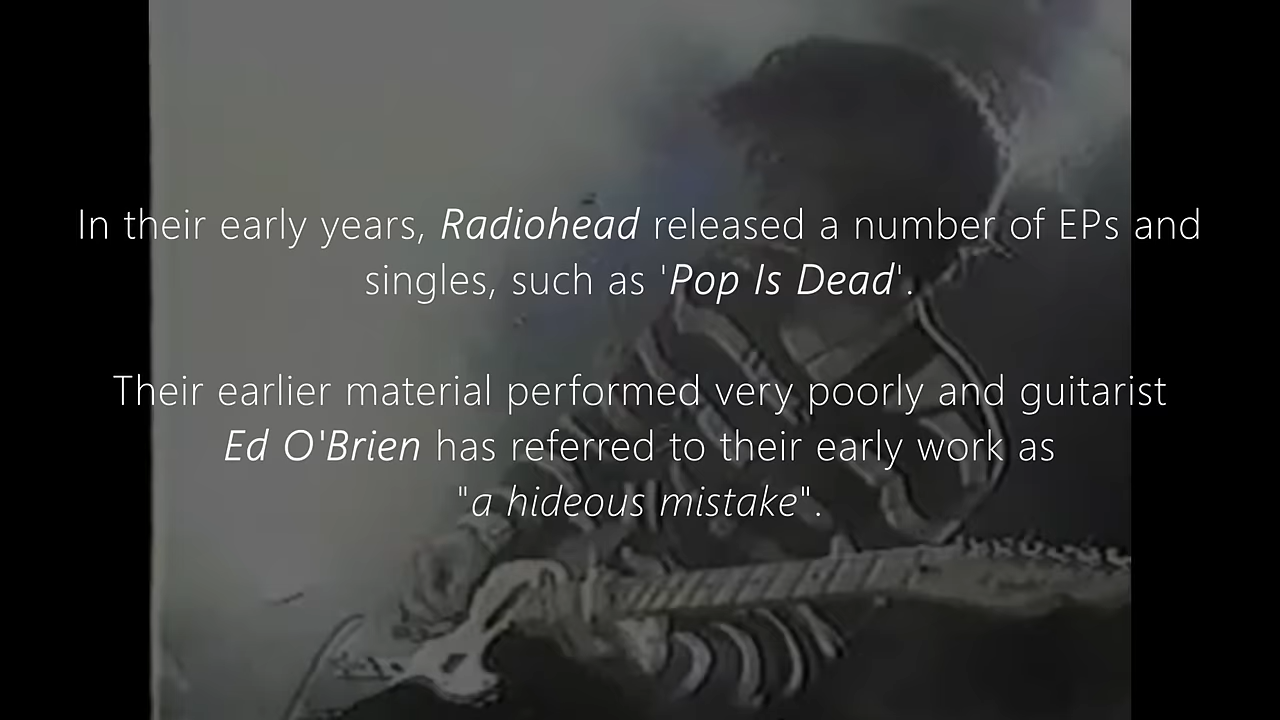 In their early years, Radiohead released a number of EPs and
singles, such as 'Pop Is Dead'.
Their earlier material performed very poorly and guitarist
Ed O'Brien has referred to their early work as
"a hideous mistake".